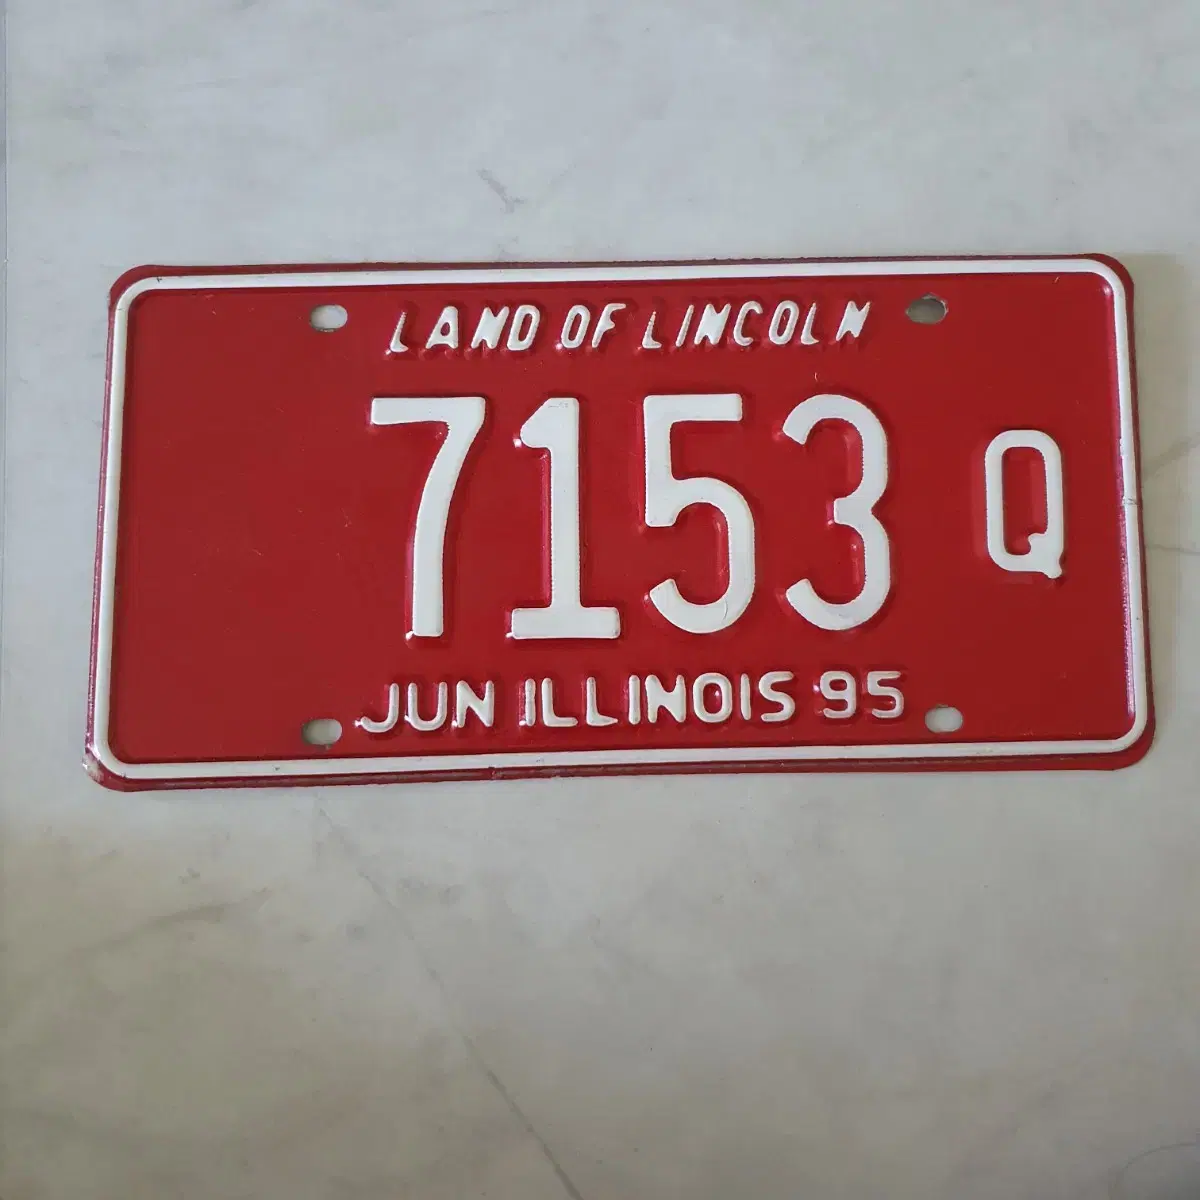 LAND OF LINCOLN
7153 Q
JUN ILLINOIS 95